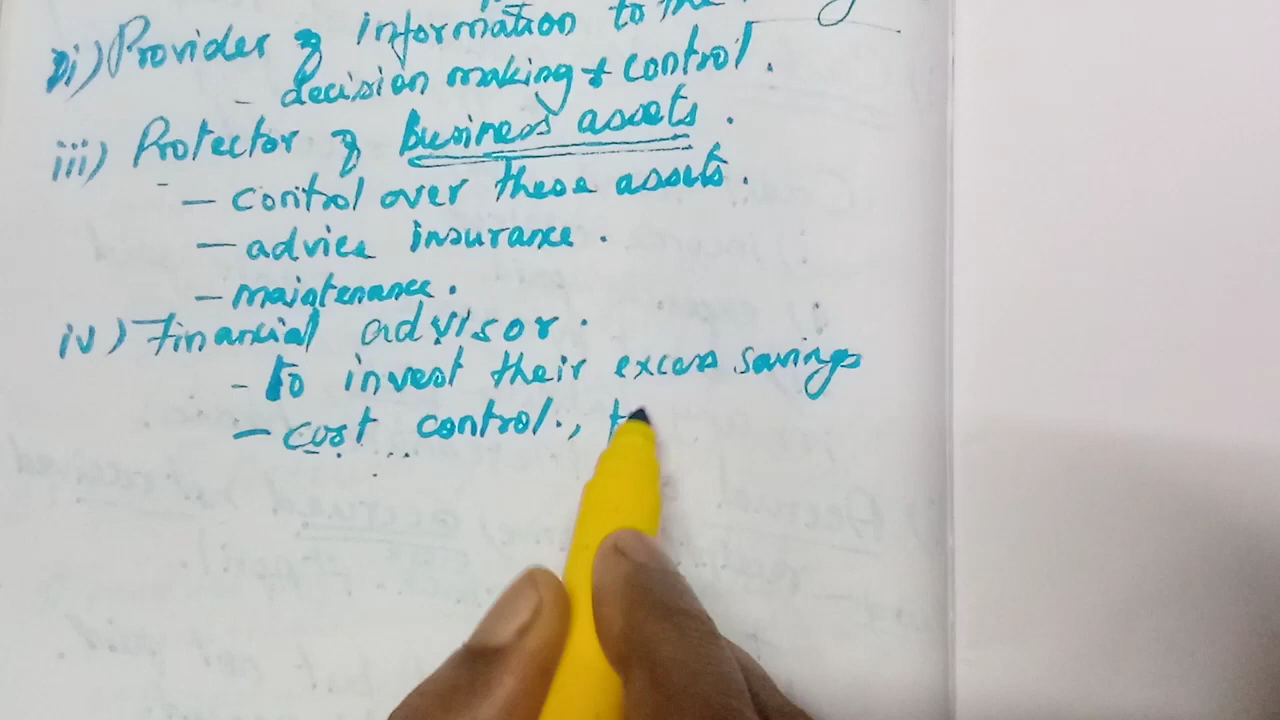 ii) Provider of information to the
- decision making & control.
iii) Protector of business assets.
- control over these assets.
- advice insurance.
- maintenance.
iv) Financial advisor.
- to invest their excess savings
- cost control.,